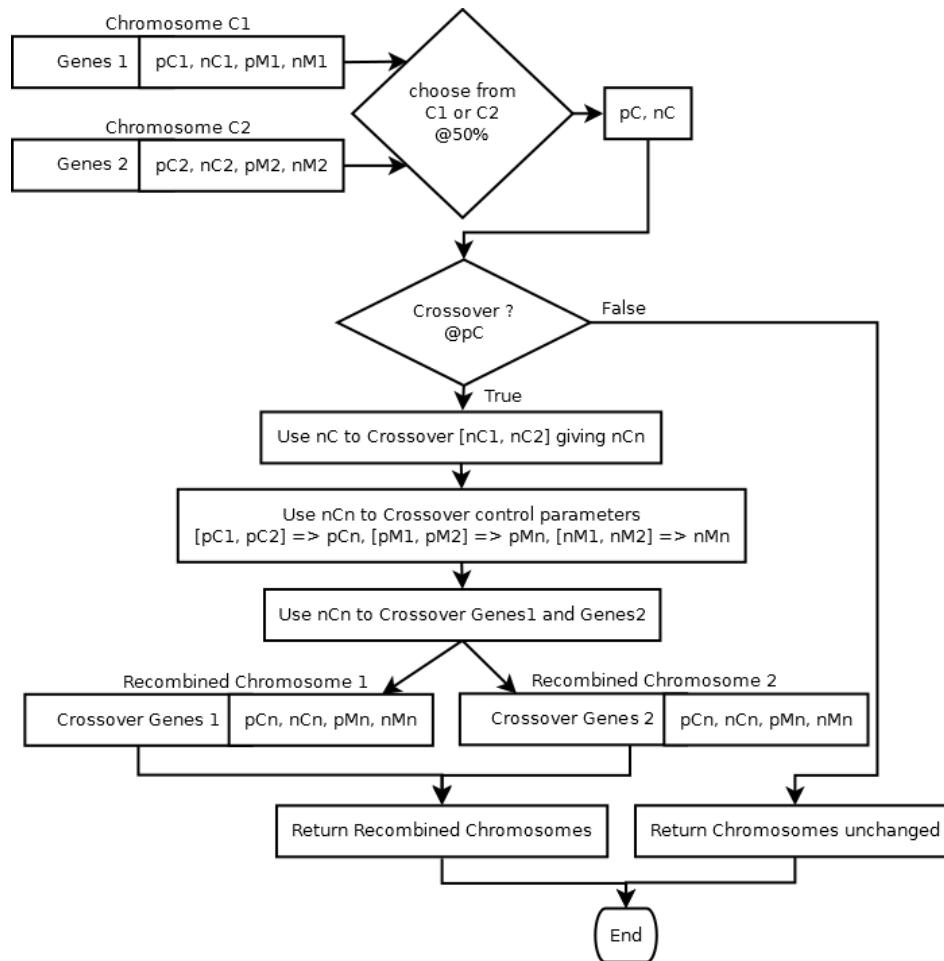 Chromosome C1
Genes 1
pC1, nC1, pM1, nM1
Chromosome C2
Genes 2
pC2, nC2, pM2, nM2
choose from
C1 or C2
@50%
pC, nC
Crossover ?
@pC
False
True
Use nC to Crossover [nC1, nC2] giving nCn
Use nCn to Crossover control parameters
[pC1, pC2] => pCn, [pM1, pM2] => pMn, [nM1, nM2] => nMn
Use nCn to Crossover Genes1 and Genes2
Recombined Chromosome 1
Crossover Genes 1
pCn, nCn, pMn, nMn
Recombined Chromosome 2
Crossover Genes 2
pCn, nCn, pMn, nMn
Return Recombined Chromosomes
Return Chromosomes unchanged
End